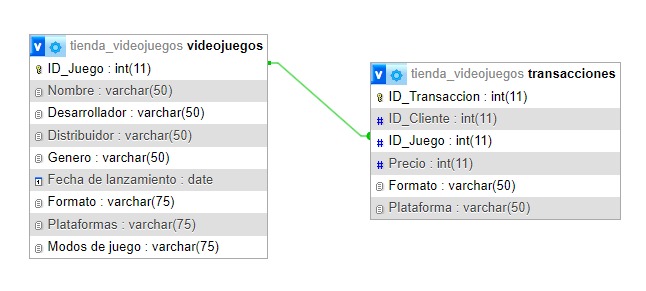 v tienda_videojuegos videojuegos
ID_Juego : int(11)
Nombre : varchar(50)
Desarrollador : varchar(50)
Distribuidor : varchar(50)
Genero : varchar(50)
Fecha de lanzamiento : date
Formato : varchar(75)
Plataformas : varchar(75)
Modos de juego : varchar(75)
v tienda_videojuegos transacciones
ID_Transaccion : int(11)
# ID_Cliente : int(11)
# ID_Juego : int(11)
# Precio : int(11)
Formato : varchar(50)
Plataforma : varchar(50)